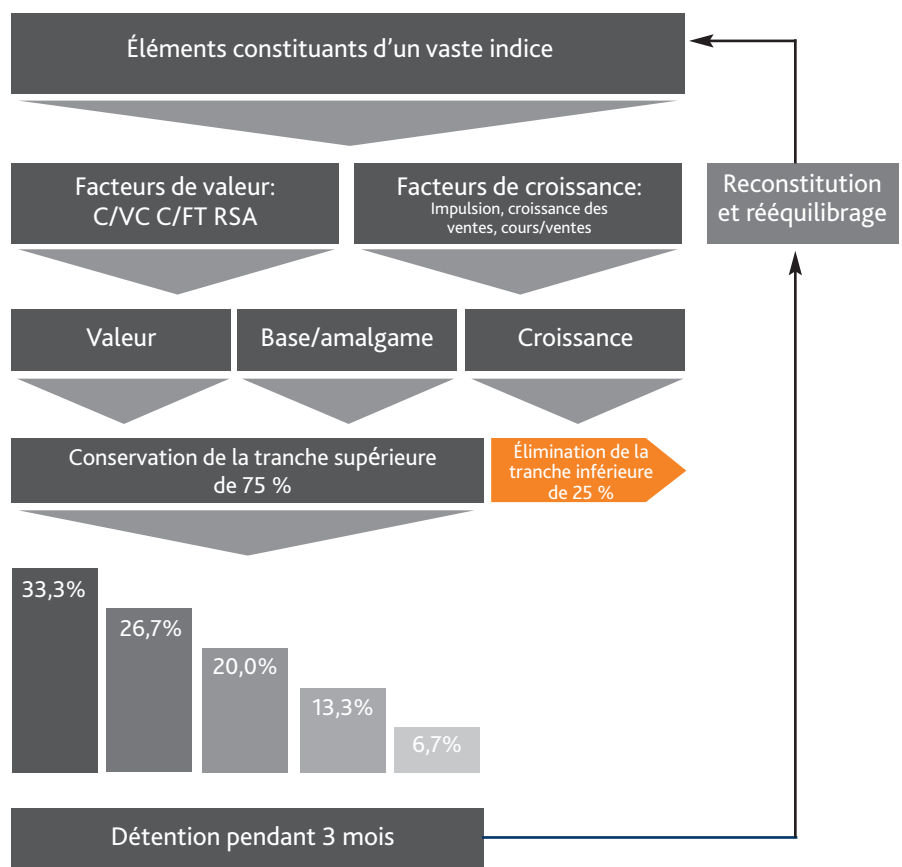 Éléments constituants d’un vaste indice
Facteurs de valeur:
C/VC C/FT RSA
Facteurs de croissance:
Impulsion, croissance des
ventes, cours/ventes
Reconstitution
et rééquilibrage
Valeur
Base/amalgame
Croissance
Conservation de la tranche supérieure
de 75 %
Élimination de la
tranche inférieure
de 25 %
33,3%
26,7%
20,0%
13,3%
6,7%
Détention pendant 3 mois